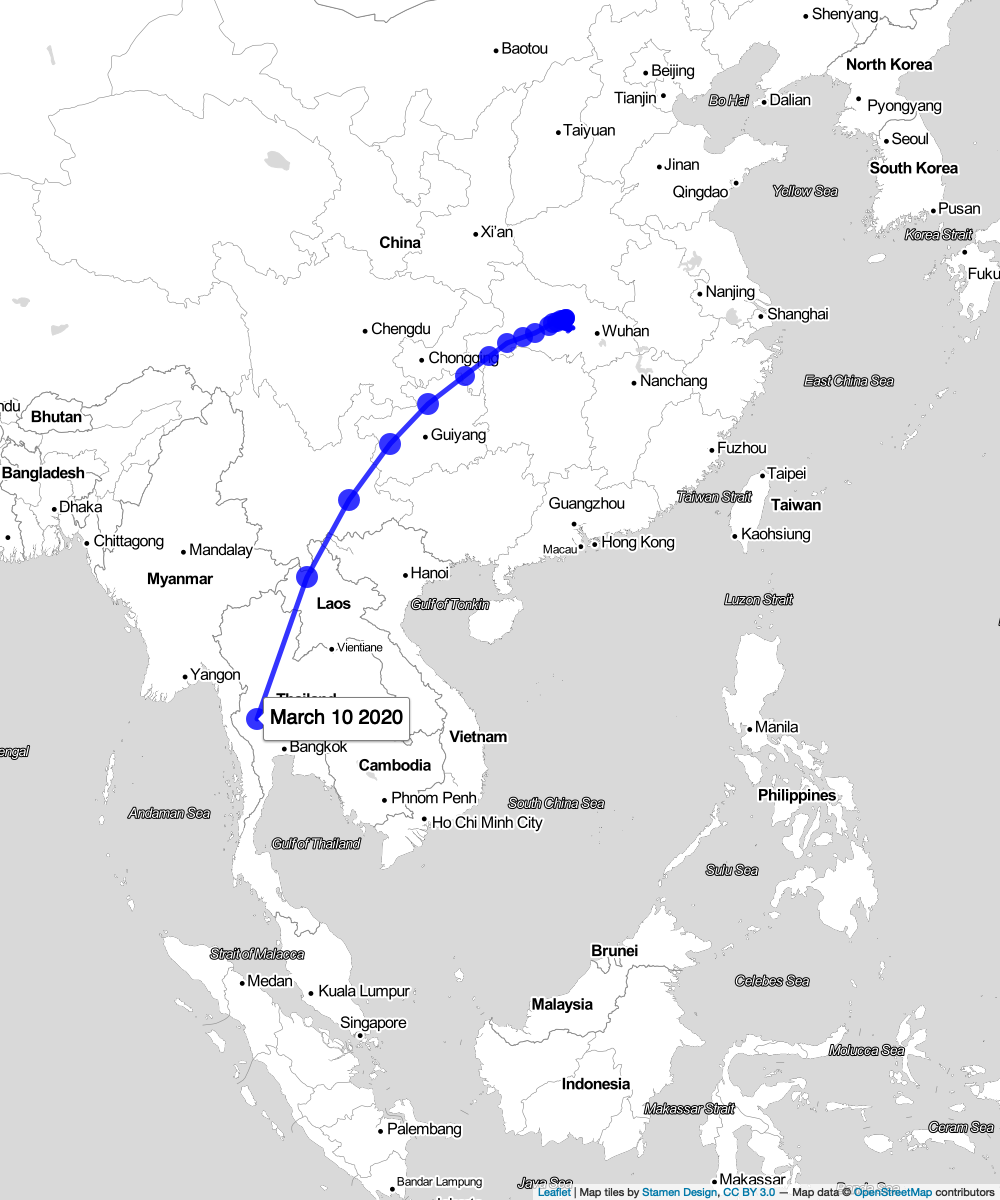 Shenyang
Baotou
North Korea
Beijing
Tianjin
Bo Hai
Dalian
Pyongyang
Taiyuan
Seoul
Jinan
South Korea
Qingdao
Yellow Sea
Pusan
Xi'an
Korea Strait
China
Fuku
Nanjing
Shanghai
Chengdu
Wuhan
Chongqing
Nanchang
East China Sea
ndu
Bhutan
Guiyang
Fuzhou
Bangladesh
Taipei
Taiwan Strait
Taiwan
Dhaka
Guangzhou
Kaohsiung
Chittagong
Mandalay
Macau
Hong Kong
Myanmar
Hanoi
Laos
Gulf of Tonkin
Luzon Strait
Vientiane
Yangon
Thailand
March 10 2020
Manila
Vietnam
Bangkok
engal
Cambodia
Philippines
Phnom Penh
South China Sea
Andaman Sea
Ho Chi Minh City
Gulf of Thailand
Sulu Sea
Brunei
Strait of Malacca
Medan
Celebes Sea
Kuala Lumpur
Malaysia
Singapore
Molucca Sea
Indonesia
Makassar Strait
Palembang
Ceram Sea
Bandar Lampung
Java Sea
Makassar
Banda Sea
Leaflet | Map tiles by Stamen Design, CC BY 3.0 — Map data © OpenStreetMap contributors